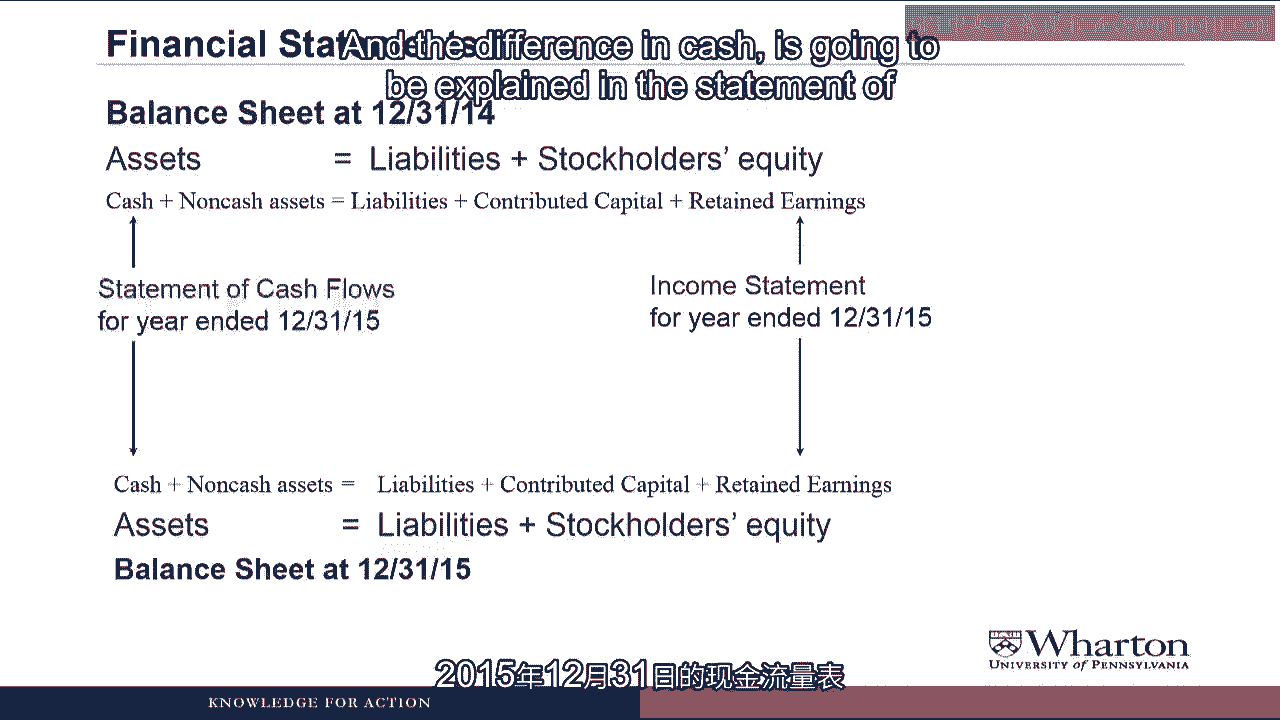 Financial
And the difference in cash, is going to
be explained in the statement of
Balance Sheet at 12/31/14
Assets = Liabilities + Stockholders’ equity
Cash + Noncash assets = Liabilities + Contributed Capital + Retained Earnings
Statement of Cash Flows
for year ended 12/31/15
Income Statement
for year ended 12/31/15
Cash + Noncash assets = Liabilities + Contributed Capital + Retained Earnings
Assets = Liabilities + Stockholders’ equity
Balance Sheet at 12/31/15
Wharton
UNIVERSITY of PENNSYLVANIA
2015年12月31日的现金流量表
KNOWLEDGE FOR ACTION